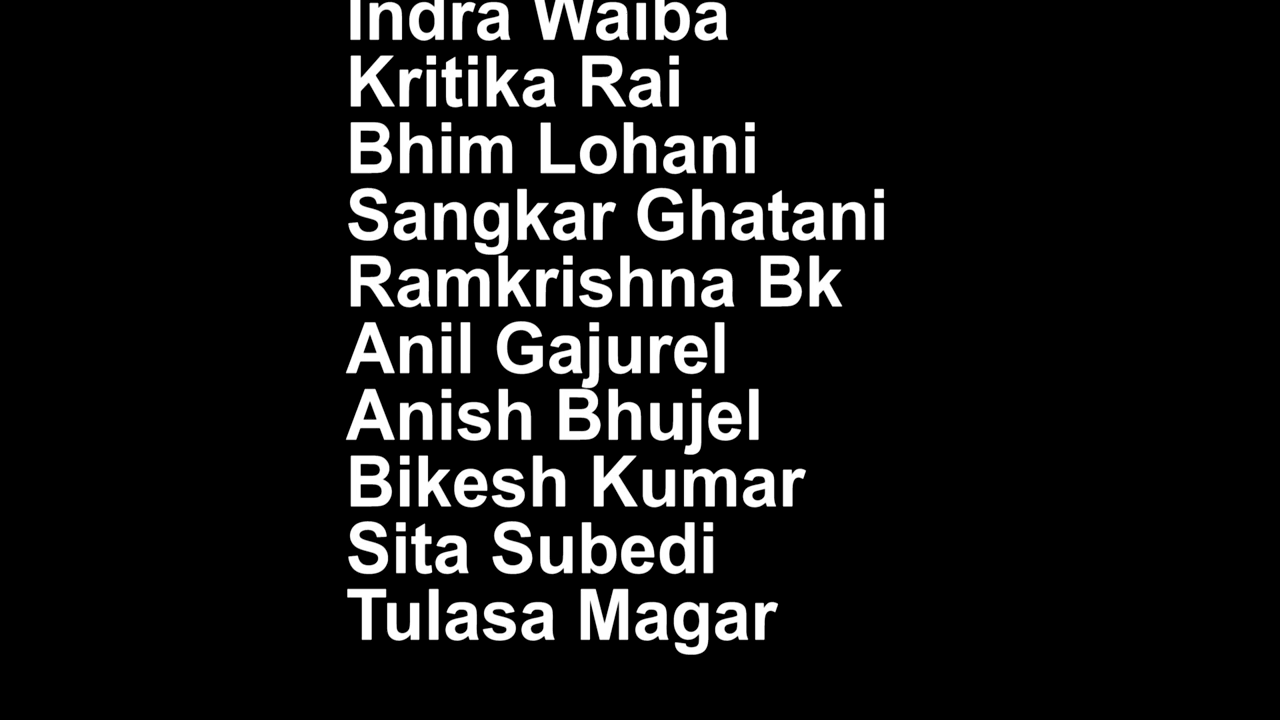 Indra Waiba
Kritika Rai
Bhim Lohani
Sangkar Ghatani
Ramkrishna Bk
Anil Gajurel
Anish Bhujel
Bikesh Kumar
Sita Subedi
Tulasa Magar